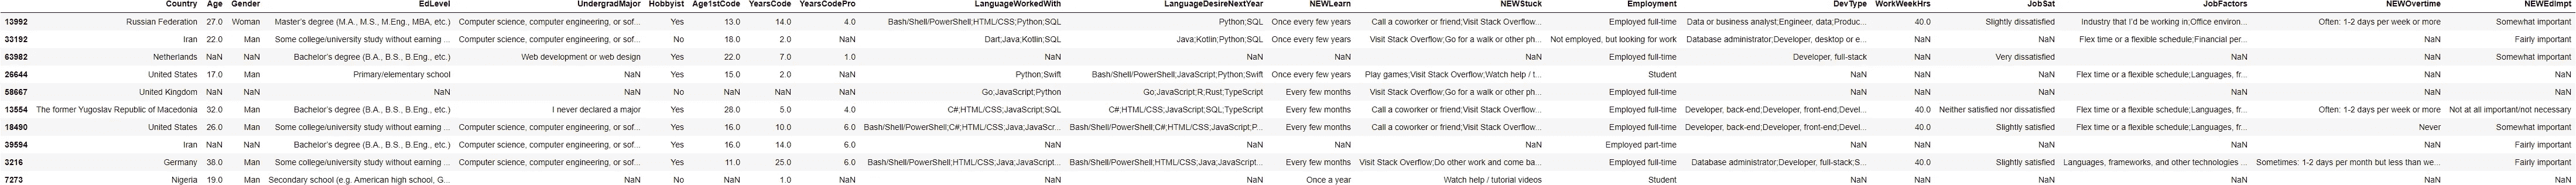 Country Age Gender EdLevel UndergradMajor Hobbyist Age1stCode YearsCode YearsCodePro LanguageWorkedWith LanguageDesireNextYear NEWLearn NEWStuck Employment DevType WorkWeekHrs JobSat JobFactors NEWOvertime NEWEdImpt
13992 Russian Federation 27.0 Woman Master's degree (M.A., M.S., M.Eng., MBA, etc.) Computer science, computer engineering, or sof... Yes 13.0 14.0 4.0 Bash/Shell/PowerShell;HTML/CSS;Python;SQL Python;SQL Once every few years Call a coworker or friend;Visit Stack Overflow... Employed full-time Data or business analyst;Engineer, data;Produc... 40.0 Slightly dissatisfied Industry that I'd be working in;Office environ... Often: 1-2 days per week or more Somewhat important
33192 Iran 22.0 Man Some college/university study without earning ... Computer science, computer engineering, or sof... No 18.0 2.0 NaN Dart;Java;Kotlin;SQL Java;Kotlin;Python;SQL Once every few years Visit Stack Overflow;Go for a walk or other ph... Not employed, but looking for work Database administrator;Developer, desktop or e... NaN NaN Flex time or a flexible schedule;Financial per... NaN Fairly important
63982 Netherlands NaN NaN Bachelor's degree (B.A., B.S., B.Eng., etc.) Web development or web design Yes 22.0 7.0 1.0 NaN NaN NaN NaN Employed full-time Developer, full-stack NaN Very dissatisfied NaN NaN Somewhat important
26644 United States 17.0 Man Primary/elementary school NaN Yes 15.0 2.0 NaN Python;Swift Bash/Shell/PowerShell;JavaScript;Python;Swift Once every few years Play games;Visit Stack Overflow;Watch help / t... Student NaN NaN NaN Flex time or a flexible schedule;Languages, fr... NaN NaN
58667 United Kingdom NaN NaN NaN NaN No NaN NaN NaN Go;JavaScript;Python Go;JavaScript;R;Rust;TypeScript Every few months Visit Stack Overflow;Go for a walk or other ph... Employed full-time NaN NaN NaN NaN NaN NaN
13554 The former Yugoslav Republic of Macedonia 32.0 Man Bachelor's degree (B.A., B.S., B.Eng., etc.) I never declared a major Yes 28.0 5.0 4.0 C#;HTML/CSS;JavaScript;SQL C#;HTML/CSS;JavaScript;SQL;TypeScript Every few months Call a coworker or friend;Visit Stack Overflow... Employed full-time Developer, back-end;Developer, front-end;Devel... 40.0 Neither satisfied nor dissatisfied Flex time or a flexible schedule;Languages, fr... Often: 1-2 days per week or more Not at all important/not necessary
18490 United States 26.0 Man Some college/university study without earning ... Computer science, computer engineering, or sof... Yes 16.0 10.0 6.0 Bash/Shell/PowerShell;C#;HTML/CSS;Java;JavaScr... Bash/Shell/PowerShell;C#;HTML/CSS;JavaScript;P... Every few months Call a coworker or friend;Visit Stack Overflow... Employed full-time Developer, back-end;Developer, front-end;Devel... 40.0 Slightly satisfied Flex time or a flexible schedule;Languages, fr... Never Somewhat important
39594 Iran NaN Man Bachelor's degree (B.A., B.S., B.Eng., etc.) Computer science, computer engineering, or sof... Yes 16.0 14.0 6.0 NaN NaN NaN NaN Employed part-time NaN NaN NaN NaN NaN Fairly important
3216 Germany 38.0 Man Some college/university study without earning ... Computer science, computer engineering, or sof... Yes 11.0 25.0 6.0 Bash/Shell/PowerShell;HTML/CSS;Java;JavaScript... Bash/Shell/PowerShell;HTML/CSS;Java;JavaScript... Every few months Visit Stack Overflow;Do other work and come ba... Employed full-time Database administrator;Developer, full-stack;S... 40.0 Slightly satisfied Languages, frameworks, and other technologies ... Sometimes: 1-2 days per month but less than we... Fairly important
7273 Nigeria 19.0 Man Secondary school (e.g. American high school, G... NaN No NaN 1.0 NaN NaN NaN Once a year Watch help / tutorial videos Student NaN NaN NaN NaN NaN NaN